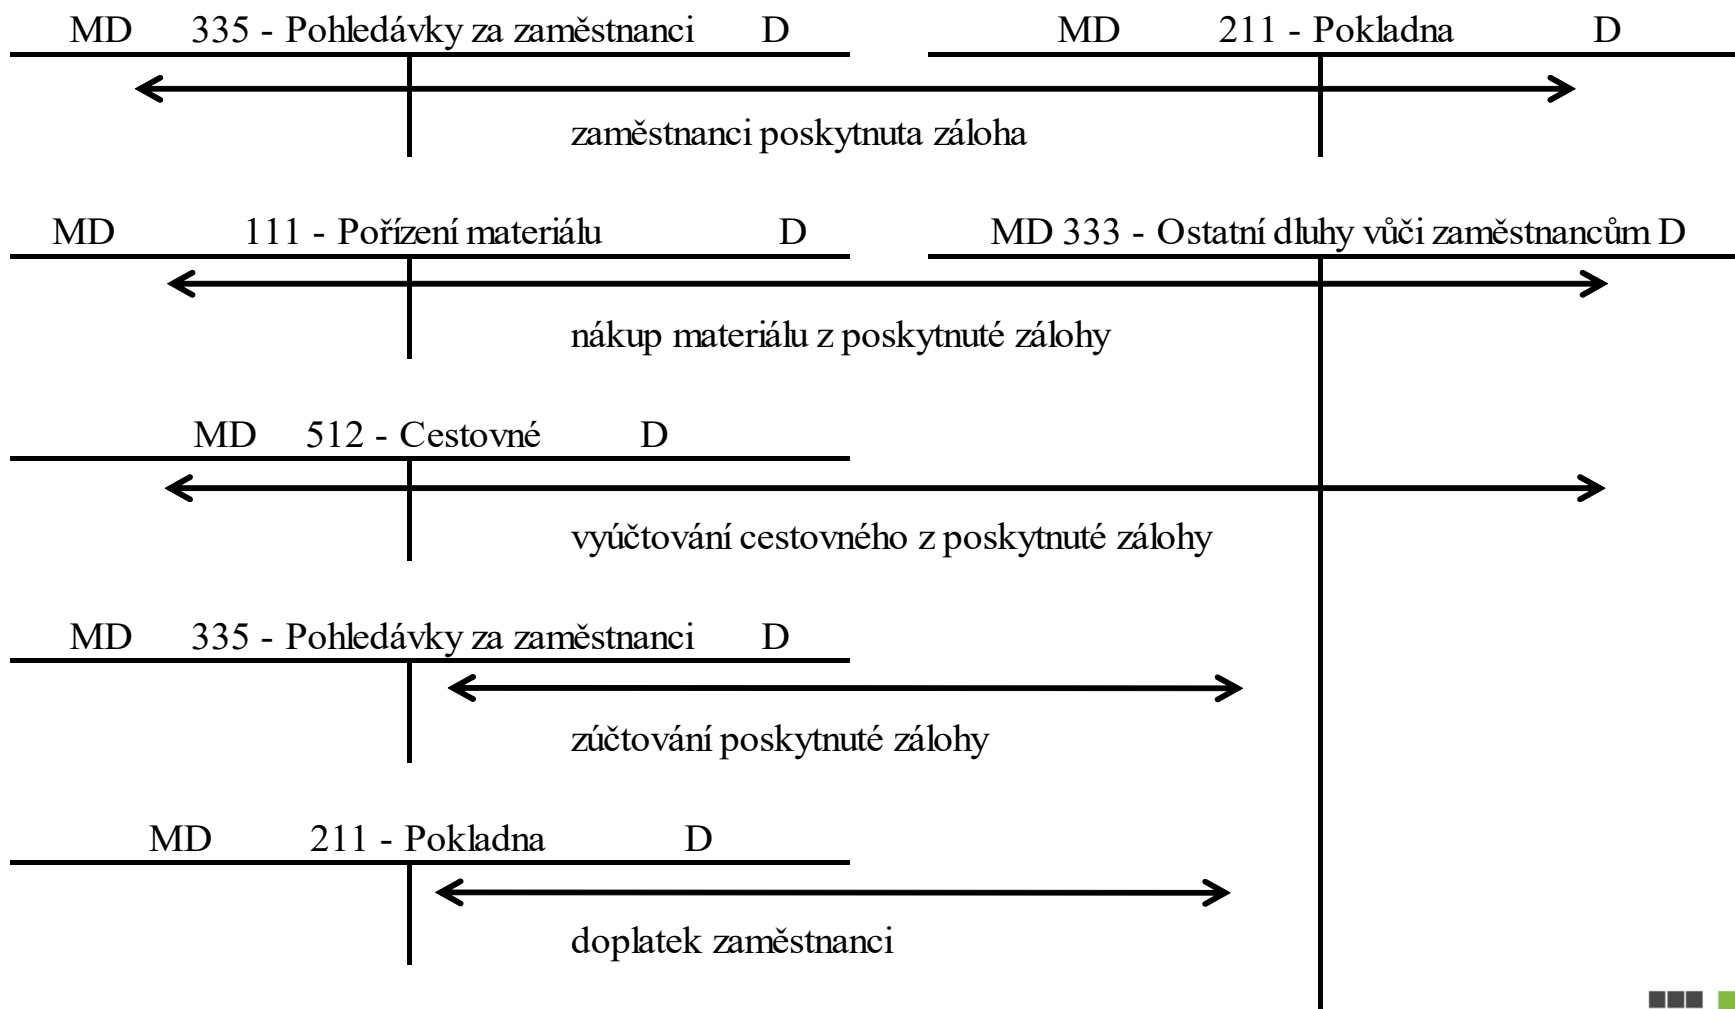 MD 335 - Pohledávky za zaměstnanci D MD 211 - Pokladna D
zaměstnanci poskytnuta záloha
MD 111 - Pořízení materiálu D MD 333 - Ostatní dluhy vůči zaměstnancům D
nákup materiálu z poskytnuté zálohy
MD 512 - Cestovné D
vyúčtování cestovného z poskytnuté zálohy
MD 335 - Pohledávky za zaměstnanci D
zúčtování poskytnuté zálohy
MD 211 - Pokladna D
doplatek zaměstnanci